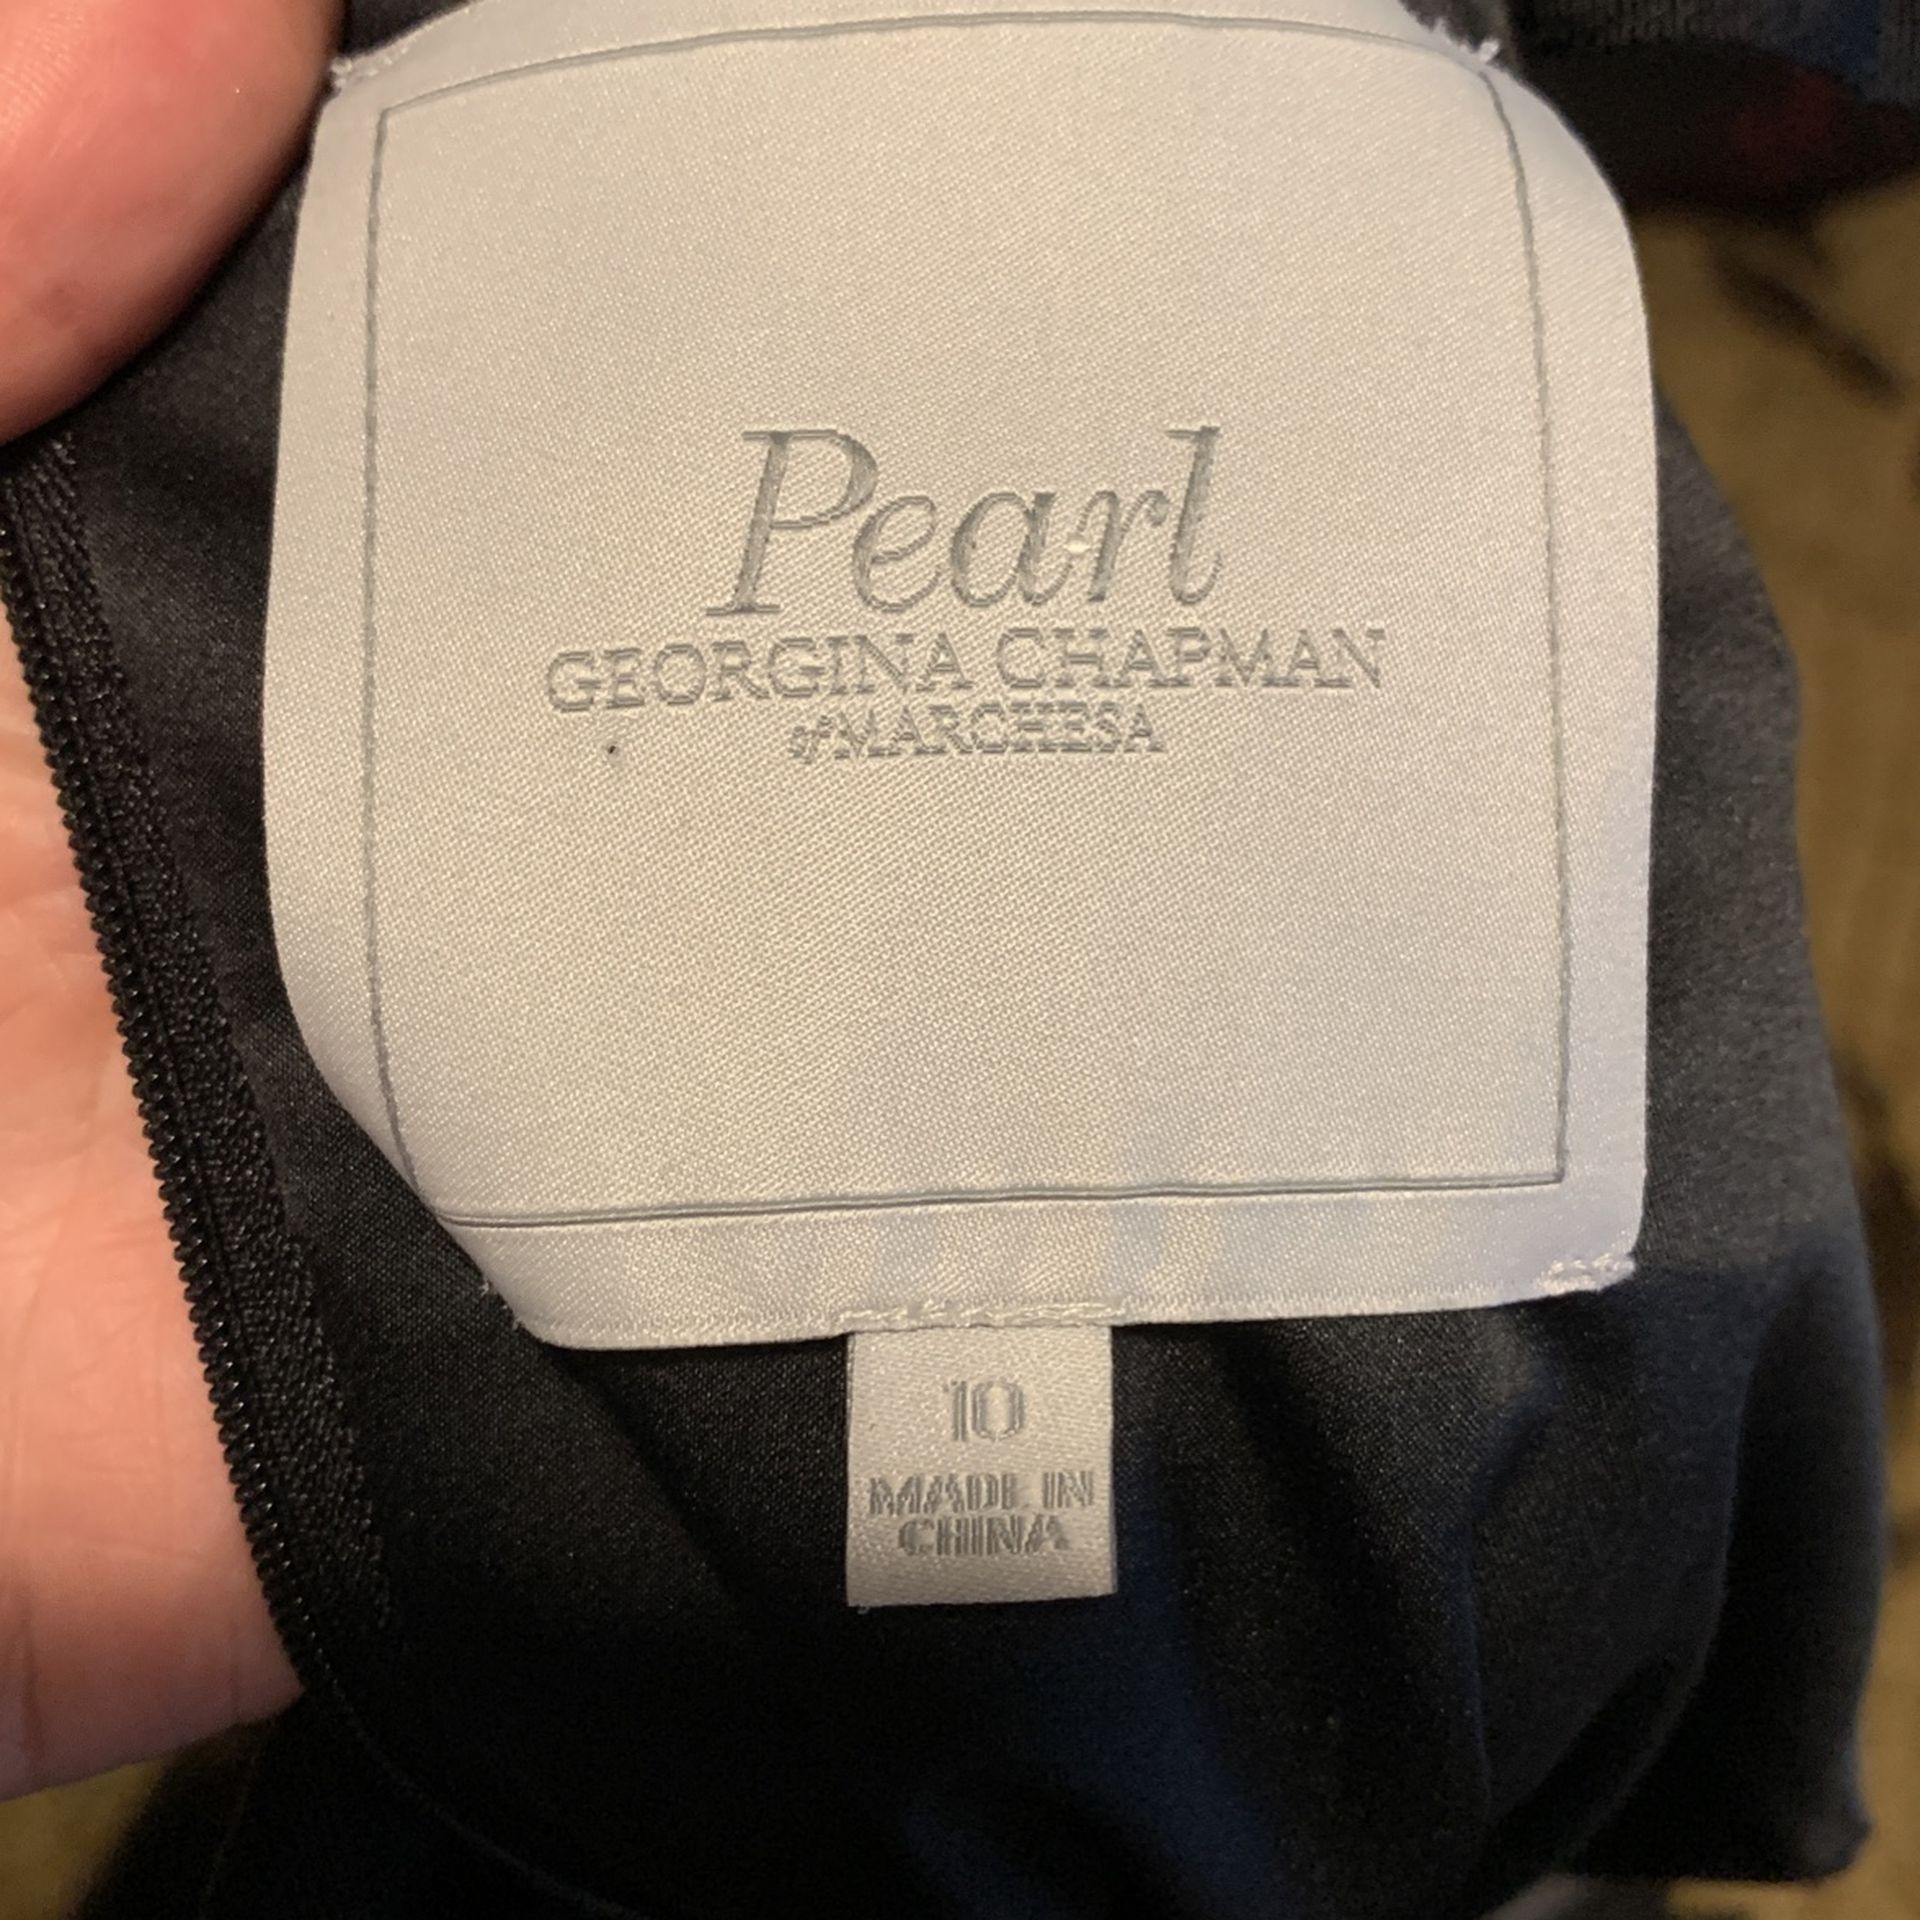 Pearl
GEORGINA CHAPMAN
of MARCHESA
10
MADE IN
CHINA